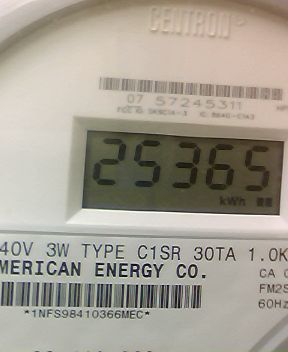 CENTRON®
07 57245311
25365
kWh
40V 3W TYPE C1SR 30TA 1.0K
MERICAN ENERGY CO.
CA
FM2S
60Hz
*1NFS98410366MEC*